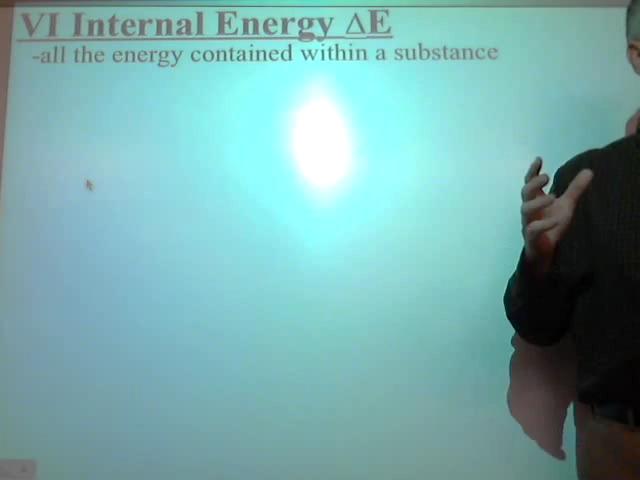 VI Internal Energy ΔE
-all the energy contained within a substance